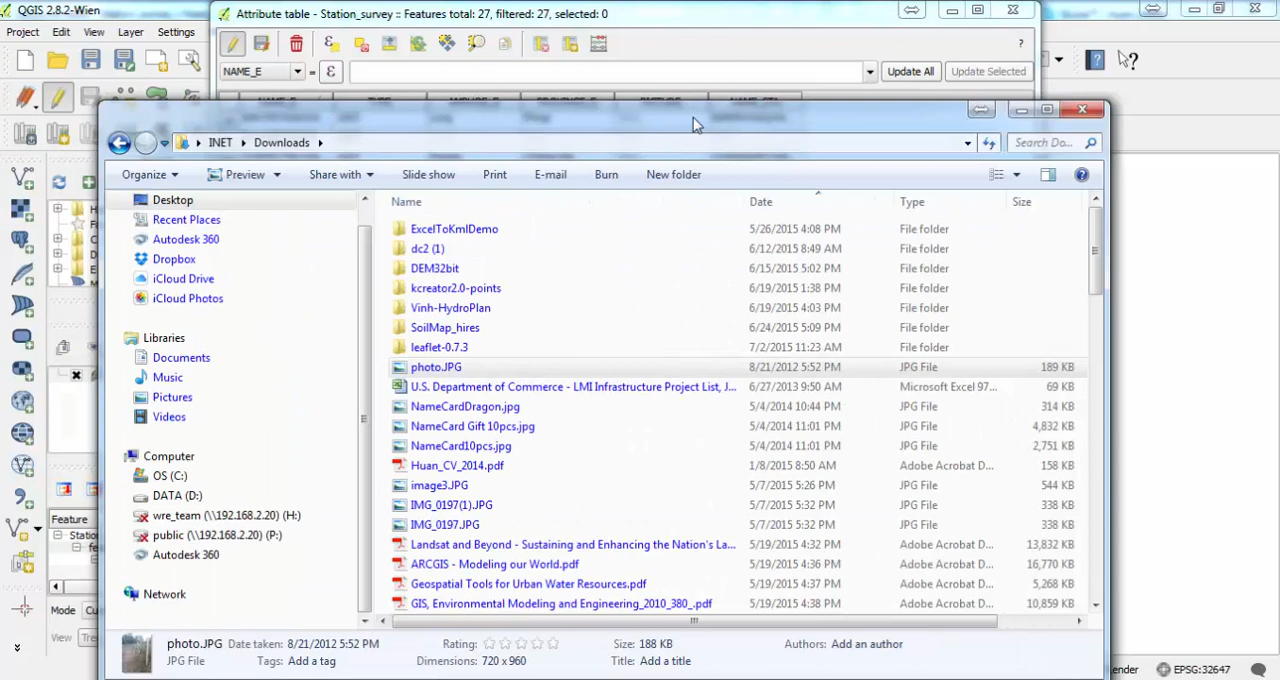 QGIS 2.8.2-Wien
Attribute table - Station_survey :: Features total: 27, filtered: 27, selected: 0
Project Edit View Layer Settings
?
NAME_E = ε Update All Update Selected
INET Downloads Search Do...
Organize Preview Share with Slide show Print E-mail Burn New folder
Name Date Type Size
Desktop
Recent Places
Autodesk 360
Dropbox
iCloud Drive
iCloud Photos
Libraries
Documents
Music
Pictures
Videos
Computer
OS (C:)
DATA (D:)
wre_team (\\192.168.2.20) (H:)
public (\\192.168.2.20) (P:)
Autodesk 360
Network
ExcelToKmlDemo 5/26/2015 4:08 PM File folder
dc2 (1) 6/12/2015 8:49 AM File folder
DEM32bit 6/15/2015 5:02 PM File folder
kcreator2.0-points 6/19/2015 1:38 PM File folder
Vinh-HydroPlan 6/19/2015 4:03 PM File folder
SoilMap_hires 6/24/2015 5:09 PM File folder
leaflet-0.7.3 7/2/2015 11:23 AM File folder
photo.JPG 8/21/2012 5:52 PM JPG File 189 KB
U.S. Department of Commerce - LMI Infrastructure Project List, J... 6/27/2013 9:50 AM Microsoft Excel 97... 69 KB
NameCardDragon.jpg 5/4/2014 10:44 PM JPG File 314 KB
NameCard Gift 10pcs.jpg 5/4/2014 11:01 PM JPG File 4,832 KB
NameCard10pcs.jpg 5/4/2014 11:01 PM JPG File 2,751 KB
Huan_CV_2014.pdf 1/8/2015 8:50 AM Adobe Acrobat D... 158 KB
image3.JPG 5/7/2015 5:26 PM JPG File 544 KB
IMG_0197(1).JPG 5/7/2015 5:32 PM JPG File 338 KB
IMG_0197.JPG 5/7/2015 5:32 PM JPG File 338 KB
Landsat and Beyond - Sustaining and Enhancing the Nation's La... 5/19/2015 4:32 PM Adobe Acrobat D... 13,832 KB
ARCGIS - Modeling our World.pdf 5/19/2015 4:36 PM Adobe Acrobat D... 16,770 KB
Geospatial Tools for Urban Water Resources.pdf 5/19/2015 4:37 PM Adobe Acrobat D... 5,268 KB
GIS, Environmental Modeling and Engineering_2010_380_.pdf 5/19/2015 4:38 PM Adobe Acrobat D... 10,859 KB
Feature
Station
fe
Mode Cu
View Tre
photo.JPG Date taken: 8/21/2012 5:52 PM Rating: Size: 188 KB Authors: Add an author
JPG File Tags: Add a tag Dimensions: 720 x 960 Title: Add a title
ender EPSG:32647